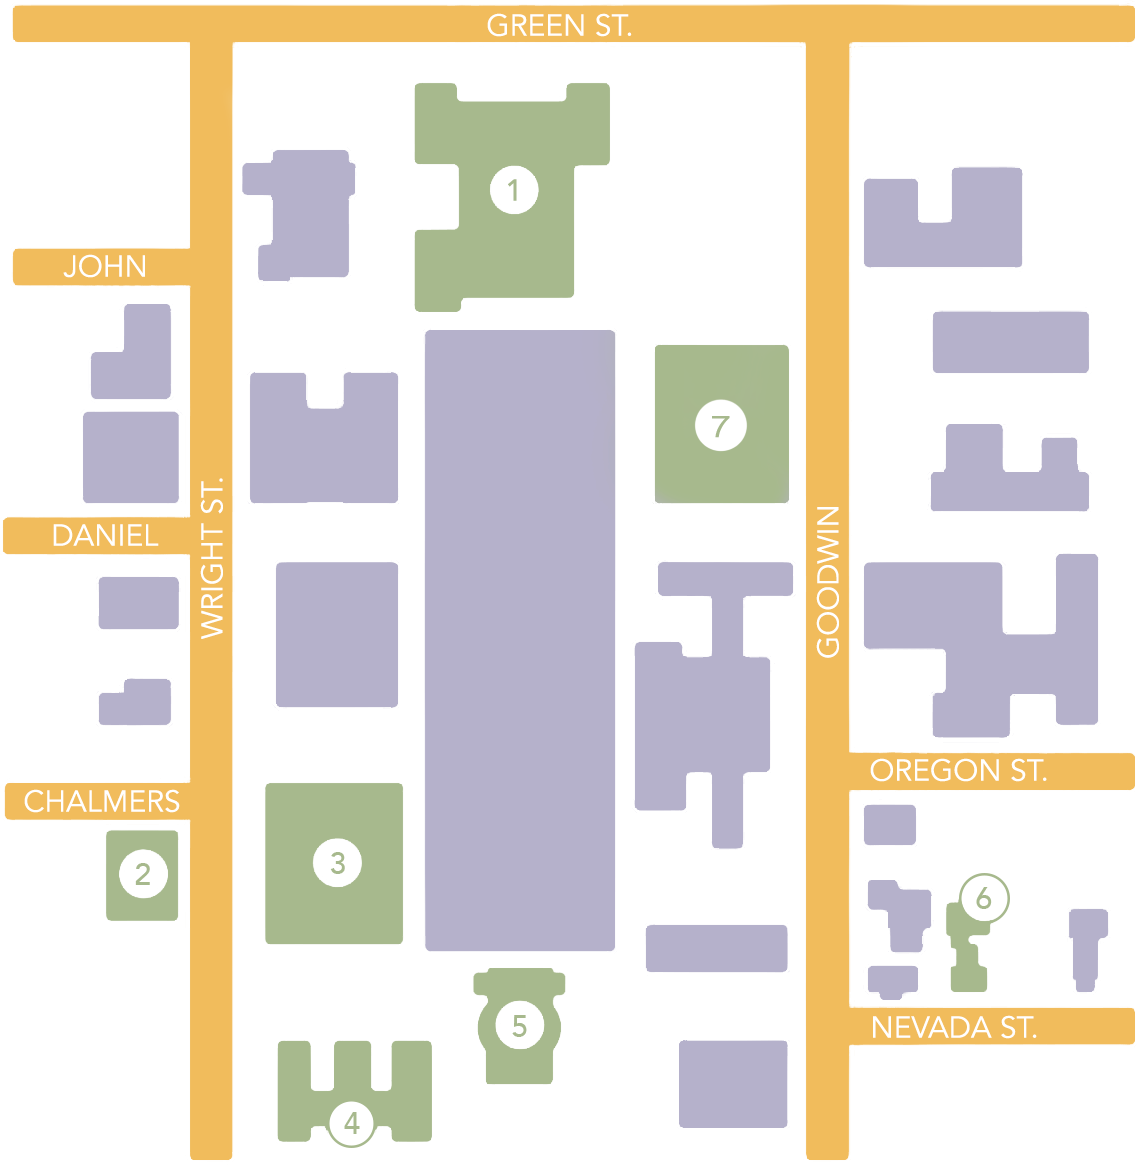 GREEN ST.
1
JOHN
7
WRIGHT ST.
DANIEL
GOODWIN
OREGON ST.
CHALMERS
2
3
6
5
NEVADA ST.
4